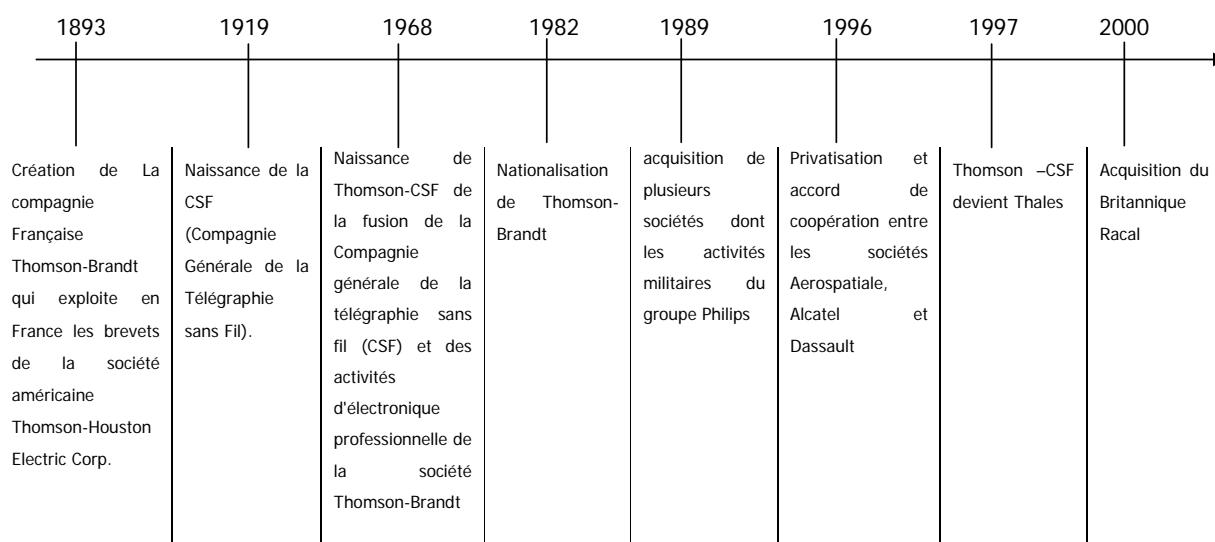 1893
1919
1968
1982
1989
1996
1997
2000
Création de La
compagnie
Française
Thomson-Brandt
qui exploite en
France les brevets
de la société
américaine
Thomson-Houston
Electric Corp.
Naissance de la
CSF
(Compagnie
Générale de la
Télégraphie
sans Fil).
Naissance de
Thomson-CSF de
la fusion de la
Compagnie
générale de la
télégraphie sans
fil (CSF) et des
activités
d'électronique
professionnelle de
la société
Thomson-Brandt
Nationalisation
de Thomson-
Brandt
acquisition de
plusieurs
sociétés dont
les activités
militaires du
groupe Philips
Privatisation et
accord de
coopération entre
les sociétés
Aerospatiale,
Alcatel et
Dassault
Thomson –CSF
devient Thales
Acquisition du
Britannique
Racal